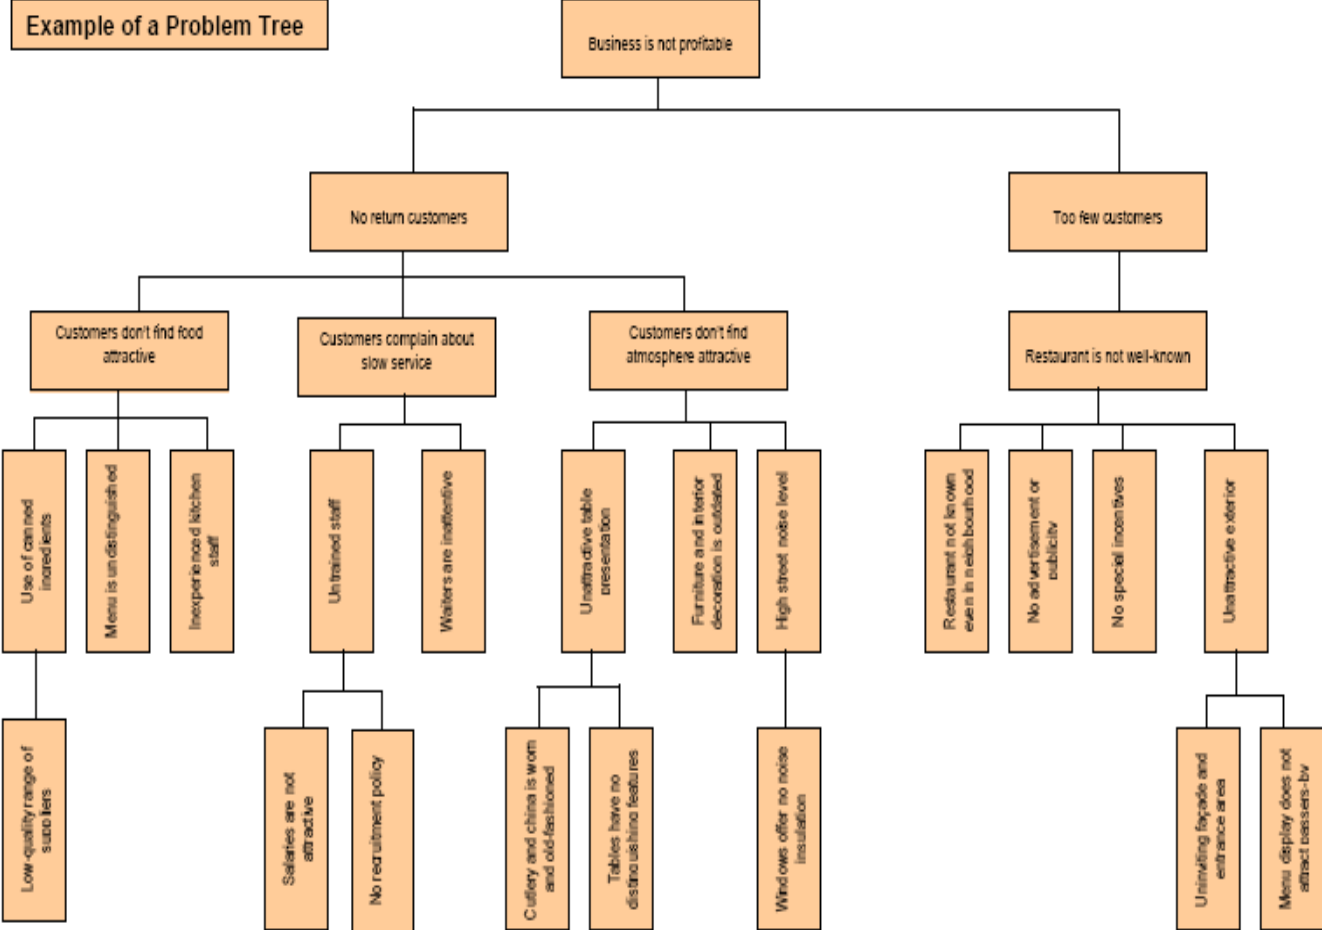 Example of a Problem Tree
Business is not profitable
No return customers
Too few customers
Customers don't find food
attractive
Customers complain about
slow service
Customers don't find
atmosphere attractive
Restaurant is not well-known
Use of canned
ingredients
Menu is undistinguished
Inexperienced kitchen
staff
Untrained staff
Waiters are inattentive
Unattractive table
presentation
Furniture and interior
decoration is outdated
High street noise level
Restaurant not known
even in neighbourhood
No advertisement or
publicity
No special incentives
Unattractive exterior
Low-quality range of
suppliers
Salaries are not
attractive
No recruitment policy
Cutlery and china is worn
and old-fashioned
Tables have no
distinguishing features
Windows offer no noise
insulation
Uninviting façade and
entrance area
Menu display does not
attract passers-by